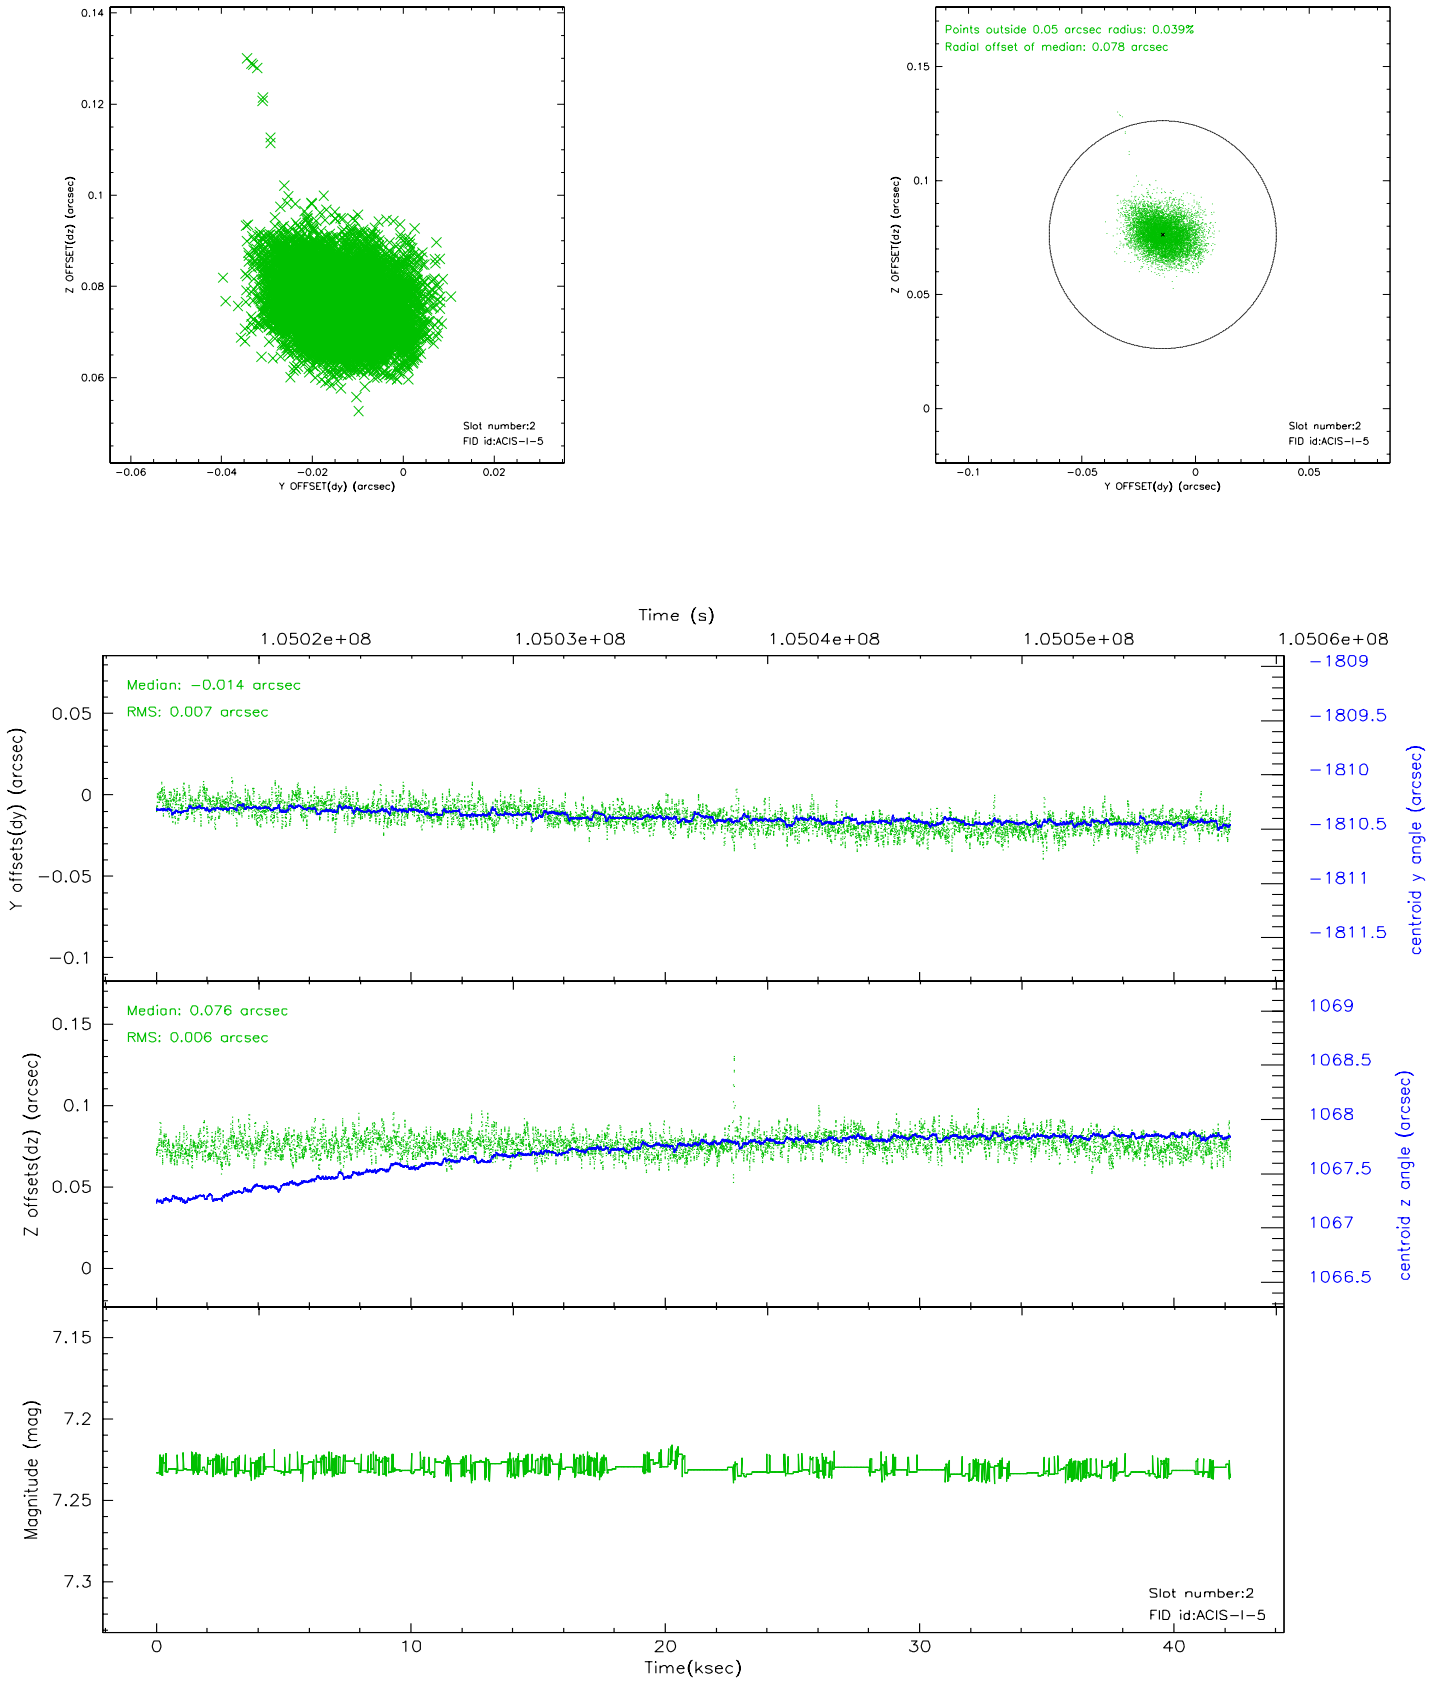 0.14
0.12
0.1
0.08
0.06
Z OFFSET(dz) (arcsec)
Slot number:2
FID id:ACIS-I-5
-0.06
-0.04
-0.02
0
0.02
Y OFFSET(dy) (arcsec)
Points outside 0.05 arcsec radius: 0.039%
Radial offset of median: 0.078 arcsec
0.15
0.1
0.05
0
Z OFFSET(dz) (arcsec)
Slot number:2
FID id:ACIS-I-5
-0.1
-0.05
0
0.05
Y OFFSET(dy) (arcsec)
Time (s)
1.0502e+08
1.0503e+08
1.0504e+08
1.0505e+08
1.0506e+08
Median: -0.014 arcsec
RMS: 0.007 arcsec
0.05
0
-0.05
-0.1
Y offsets(dy) (arcsec)
-1809
-1809.5
-1810
-1810.5
-1811
-1811.5
centroid y angle (arcsec)
Median: 0.076 arcsec
RMS: 0.006 arcsec
0.15
0.1
0.05
0
Z offsets(dz) (arcsec)
1069
1068.5
1068
1067.5
1067
1066.5
centroid z angle (arcsec)
7.15
7.2
7.25
7.3
Magnitude (mag)
Slot number:2
FID id:ACIS-I-5
0
10
20
30
40
Time(ksec)